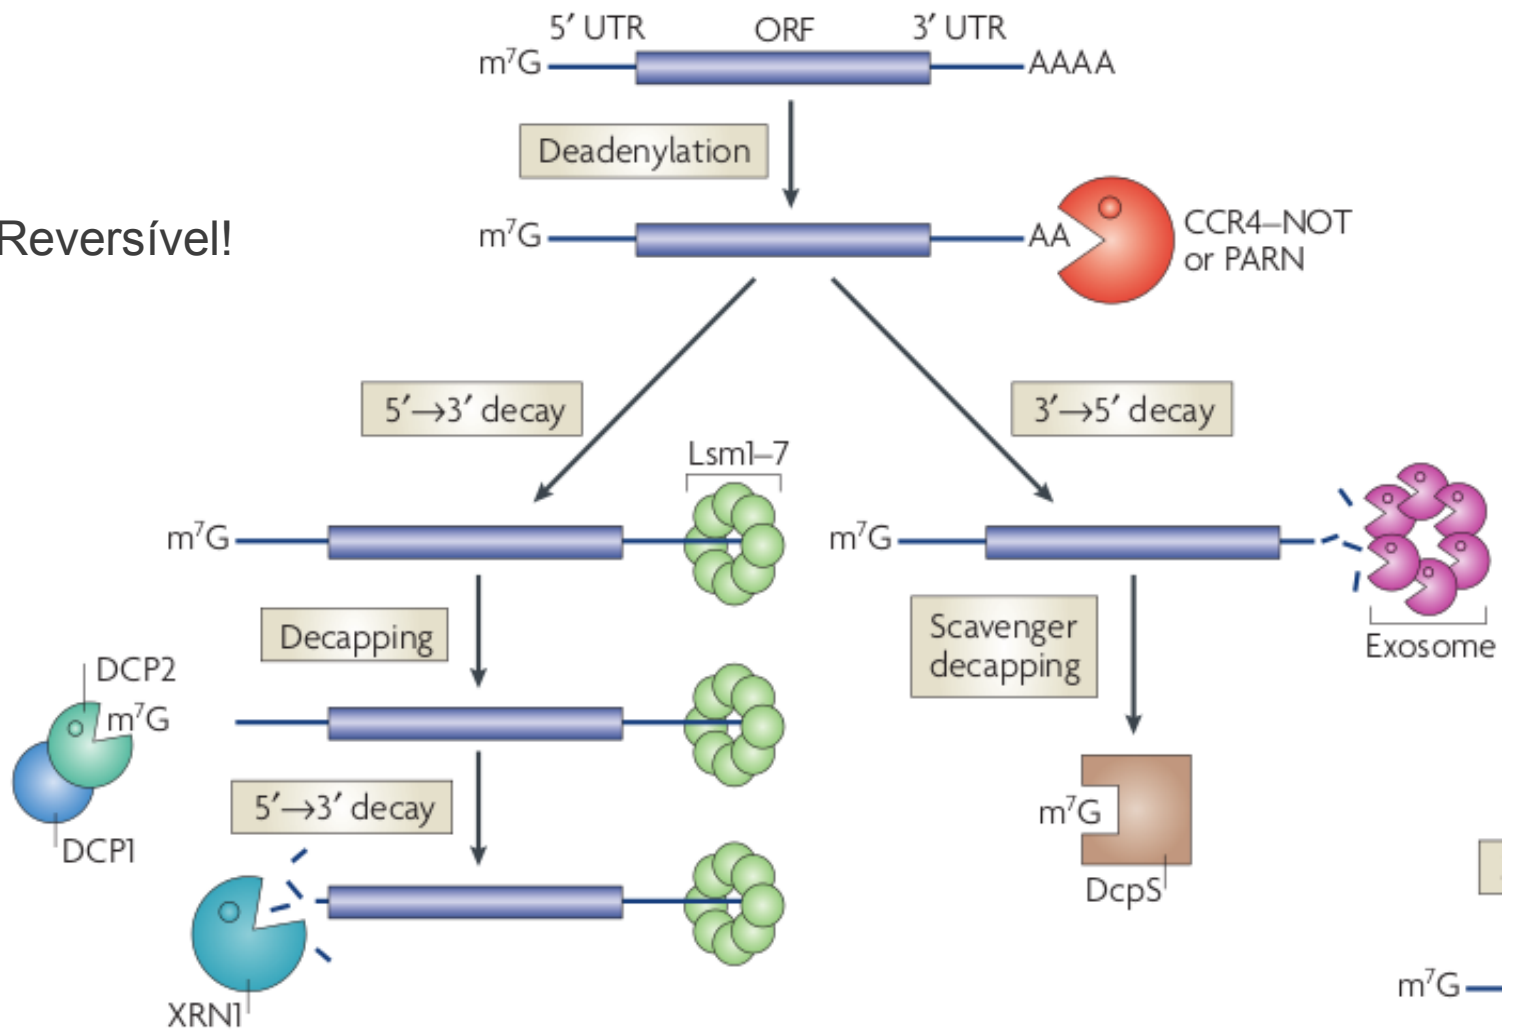 5′ UTR ORF 3′ UTR
m⁷G AAAA
Deadenylation
Reversível!
m⁷G AA
CCR4–NOT
or PARN
5′→3′ decay
3′→5′ decay
Lsm1–7
m⁷G
m⁷G
Exosome
Decapping
Scavenger
decapping
DCP2
m⁷G
5′→3′ decay
DCP1
m⁷G
DcpS
XRN1
m⁷G